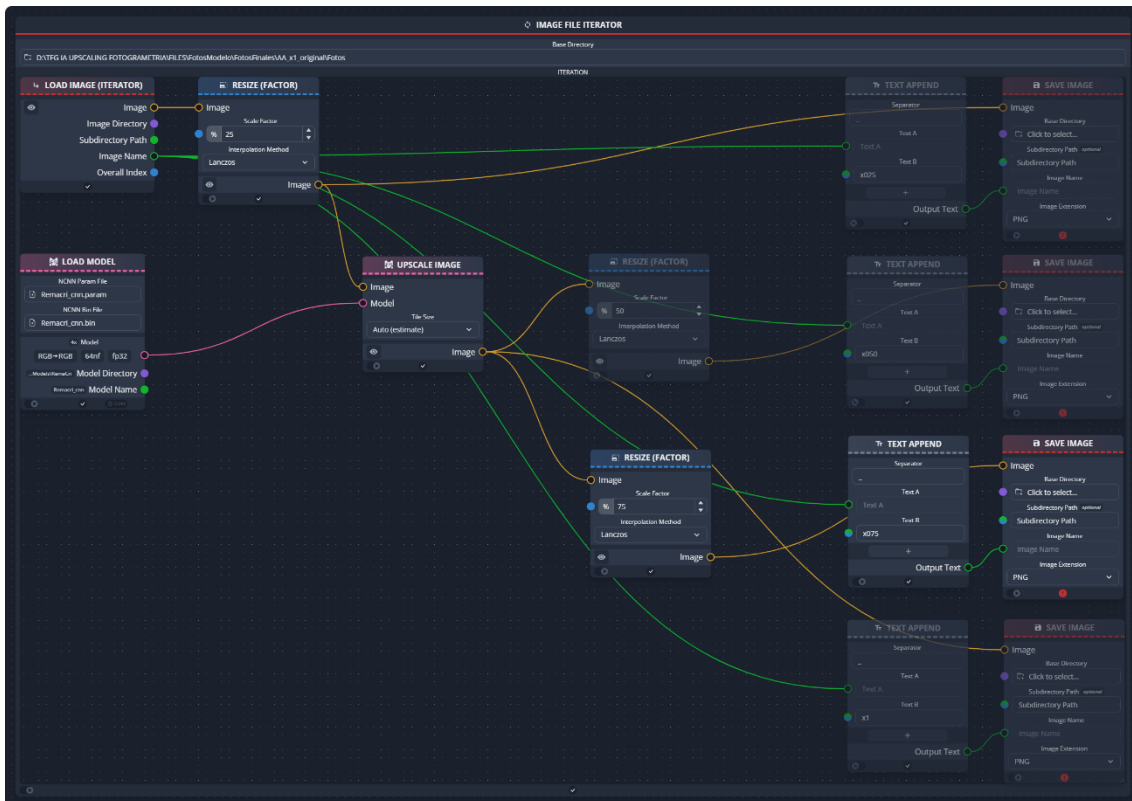 IMAGE FILE ITERATOR
Base Directory
D:\TFG IA UPSCALING FOTOGRAMETRIA\FILES\FotosModelo\FotosFinales\AA_x1_original\Fotos
ITERATION
LOAD IMAGE (ITERATOR)
Image
Image Directory
Subdirectory Path
Image Name
Overall Index
RESIZE (FACTOR)
Image
Scale Factor
% 25
Interpolation Method
Lanczos
Image
TEXT APPEND
Separator
_
Text A
Text A
Text B
x025
+
Output Text
SAVE IMAGE
Image
Base Directory
Click to select...
Subdirectory Path optional
Subdirectory Path
Image Name
Image Name
Image Extension
PNG
LOAD MODEL
NCNN Param File
Remacri_cnn.param
NCNN Bin File
Remacri_cnn.bin
4x Model
RGB→RGB 64nf fp32
Model Directory
Remacri_cnn Model Name
UPSCALE IMAGE
Image
Model
Tile Size
Auto (estimate)
Image
RESIZE (FACTOR)
Image
Scale Factor
% 50
Interpolation Method
Lanczos
Image
TEXT APPEND
Separator
_
Text A
Text A
Text B
x050
+
Output Text
SAVE IMAGE
Image
Base Directory
Click to select...
Subdirectory Path optional
Subdirectory Path
Image Name
Image Name
Image Extension
PNG
RESIZE (FACTOR)
Image
Scale Factor
% 75
Interpolation Method
Lanczos
Image
TEXT APPEND
Separator
_
Text A
Text A
Text B
x075
+
Output Text
SAVE IMAGE
Image
Base Directory
Click to select...
Subdirectory Path optional
Subdirectory Path
Image Name
Image Name
Image Extension
PNG
TEXT APPEND
Separator
_
Text A
Text A
Text B
x1
+
Output Text
SAVE IMAGE
Image
Base Directory
Click to select...
Subdirectory Path optional
Subdirectory Path
Image Name
Image Name
Image Extension
PNG